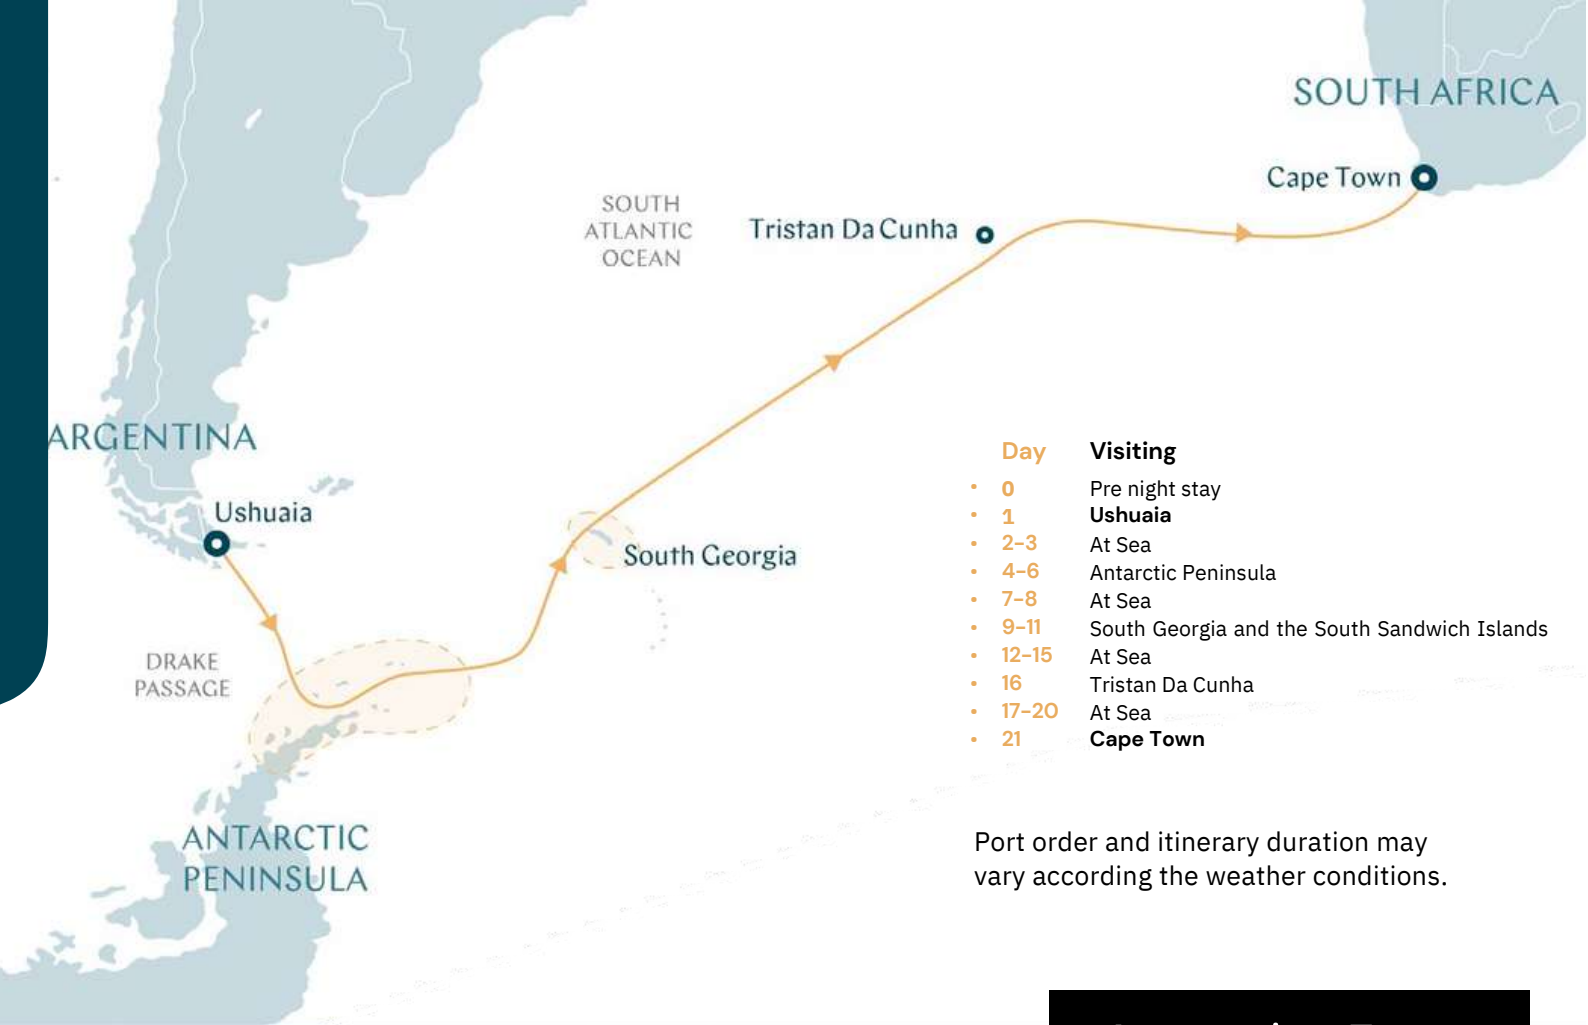 SOUTH AFRICA
Cape Town
SOUTH
ATLANTIC
OCEAN
Tristan Da Cunha
ARGENTINA
Ushuaia
South Georgia
DRAKE
PASSAGE
ANTARCTIC
PENINSULA
Day Visiting
• 0 Pre night stay
• 1 Ushuaia
• 2-3 At Sea
• 4-6 Antarctic Peninsula
• 7-8 At Sea
• 9-11 South Georgia and the South Sandwich Islands
• 12-15 At Sea
• 16 Tristan Da Cunha
• 17-20 At Sea
• 21 Cape Town
Port order and itinerary duration may
vary according the weather conditions.